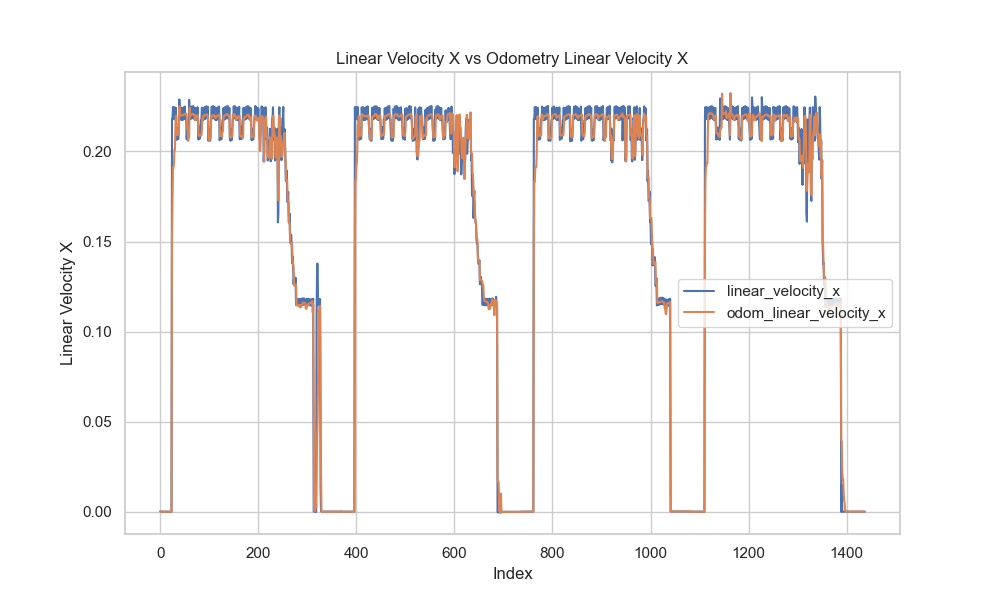 Linear Velocity X vs Odometry Linear Velocity X
Linear Velocity X
0.20
0.15
0.10
0.05
0.00
linear_velocity_x
odom_linear_velocity_x
0 200 400 600 800 1000 1200 1400
Index